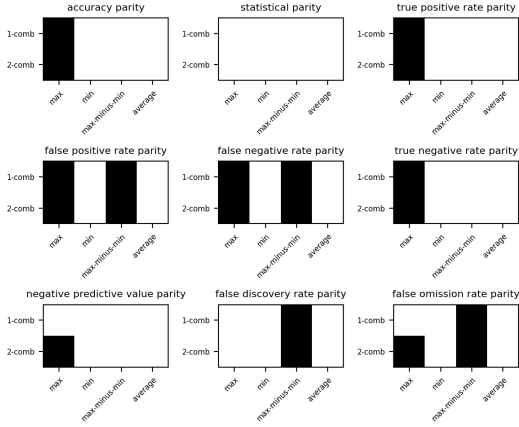 accuracy parity
1-comb
2-comb
max
min
max-minus-min
average
statistical parity
max
min
max-minus-min
average
true positive rate parity
1-comb
2-comb
max
min
max-minus-min
average
false positive rate parity
1-comb
2-comb
max
min
max-minus-min
average
false negative rate parity
1-comb
2-comb
max
min
max-minus-min
average
true negative rate parity
1-comb
2-comb
max
min
max-minus-min
average
negative predictive value parity
1-comb
2-comb
max
min
max-minus-min
average
false discovery rate parity
1-comb
2-comb
max
min
max-minus-min
average
false omission rate parity
1-comb
2-comb
max
min
max-minus-min
average